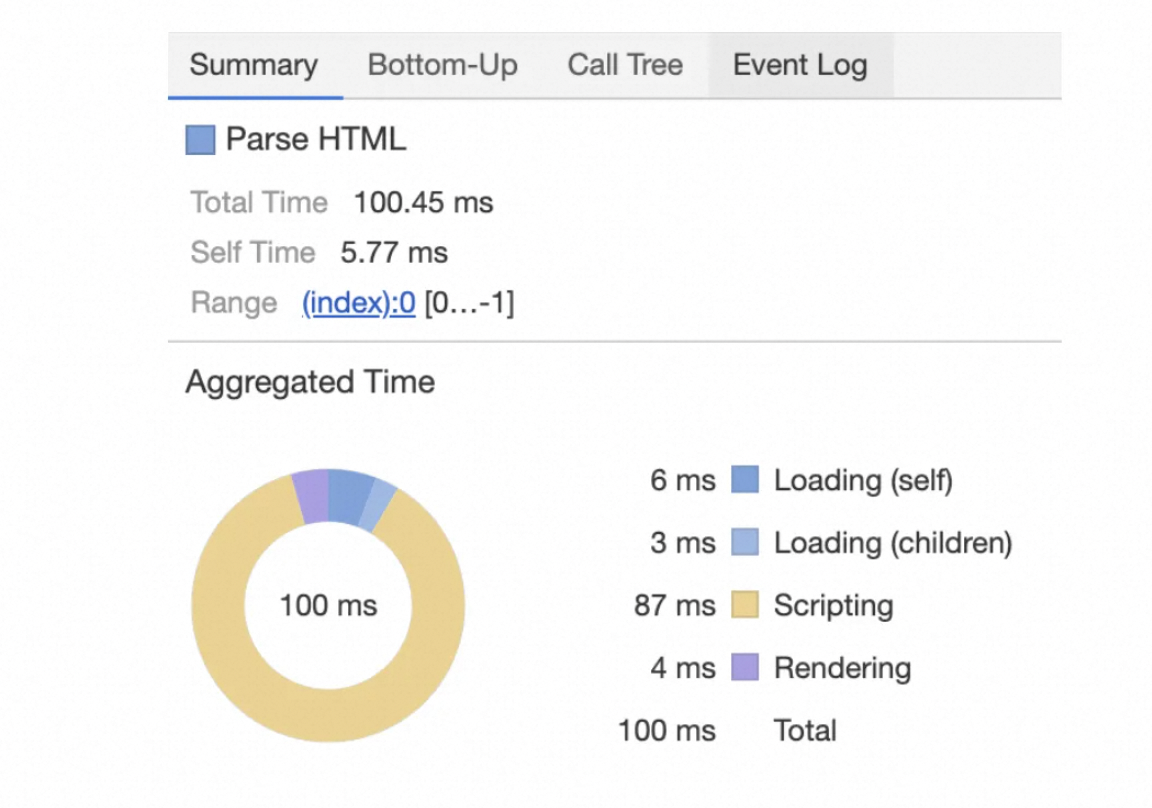 Summary Bottom-Up Call Tree Event Log
Parse HTML
Total Time 100.45 ms
Self Time 5.77 ms
Range (index):0 [0…-1]
Aggregated Time
100 ms
6 ms Loading (self)
3 ms Loading (children)
87 ms Scripting
4 ms Rendering
100 ms Total